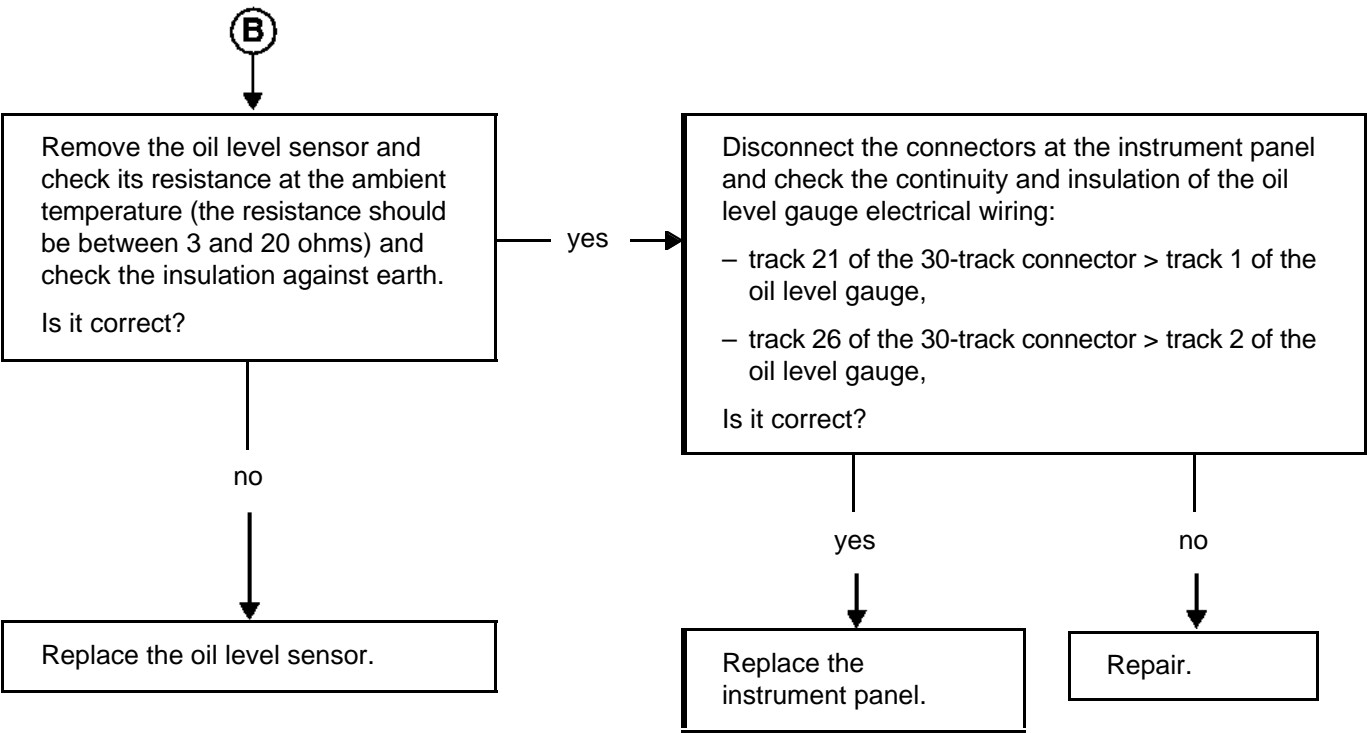 B
Remove the oil level sensor and
check its resistance at the ambient
temperature (the resistance should
be between 3 and 20 ohms) and
check the insulation against earth.
Is it correct?
yes
Disconnect the connectors at the instrument panel
and check the continuity and insulation of the oil
level gauge electrical wiring:
– track 21 of the 30-track connector > track 1 of the
oil level gauge,
– track 26 of the 30-track connector > track 2 of the
oil level gauge,
Is it correct?
no
yes
no
Replace the oil level sensor.
Replace the
instrument panel.
Repair.